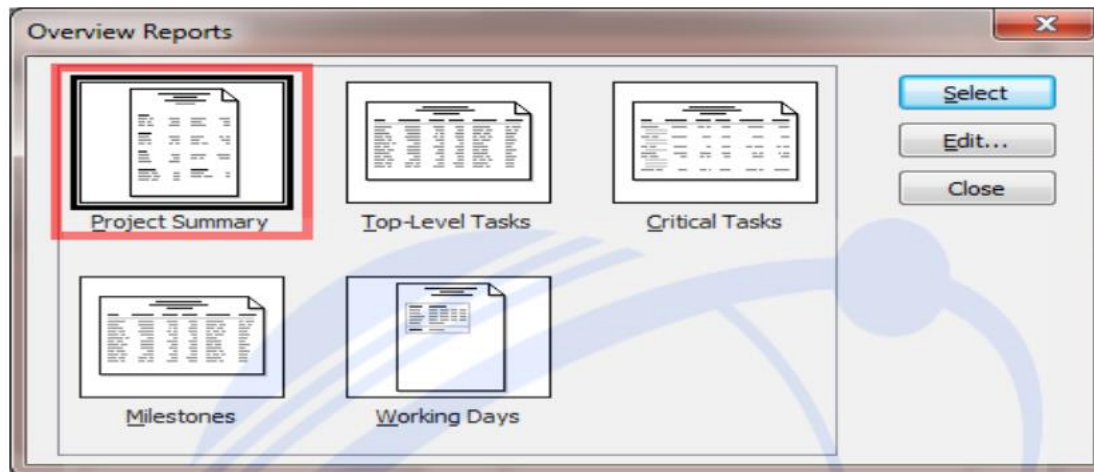 Overview Reports
Select
Edit...
Close
Project Summary
Top-Level Tasks
Critical Tasks
Milestones
Working Days